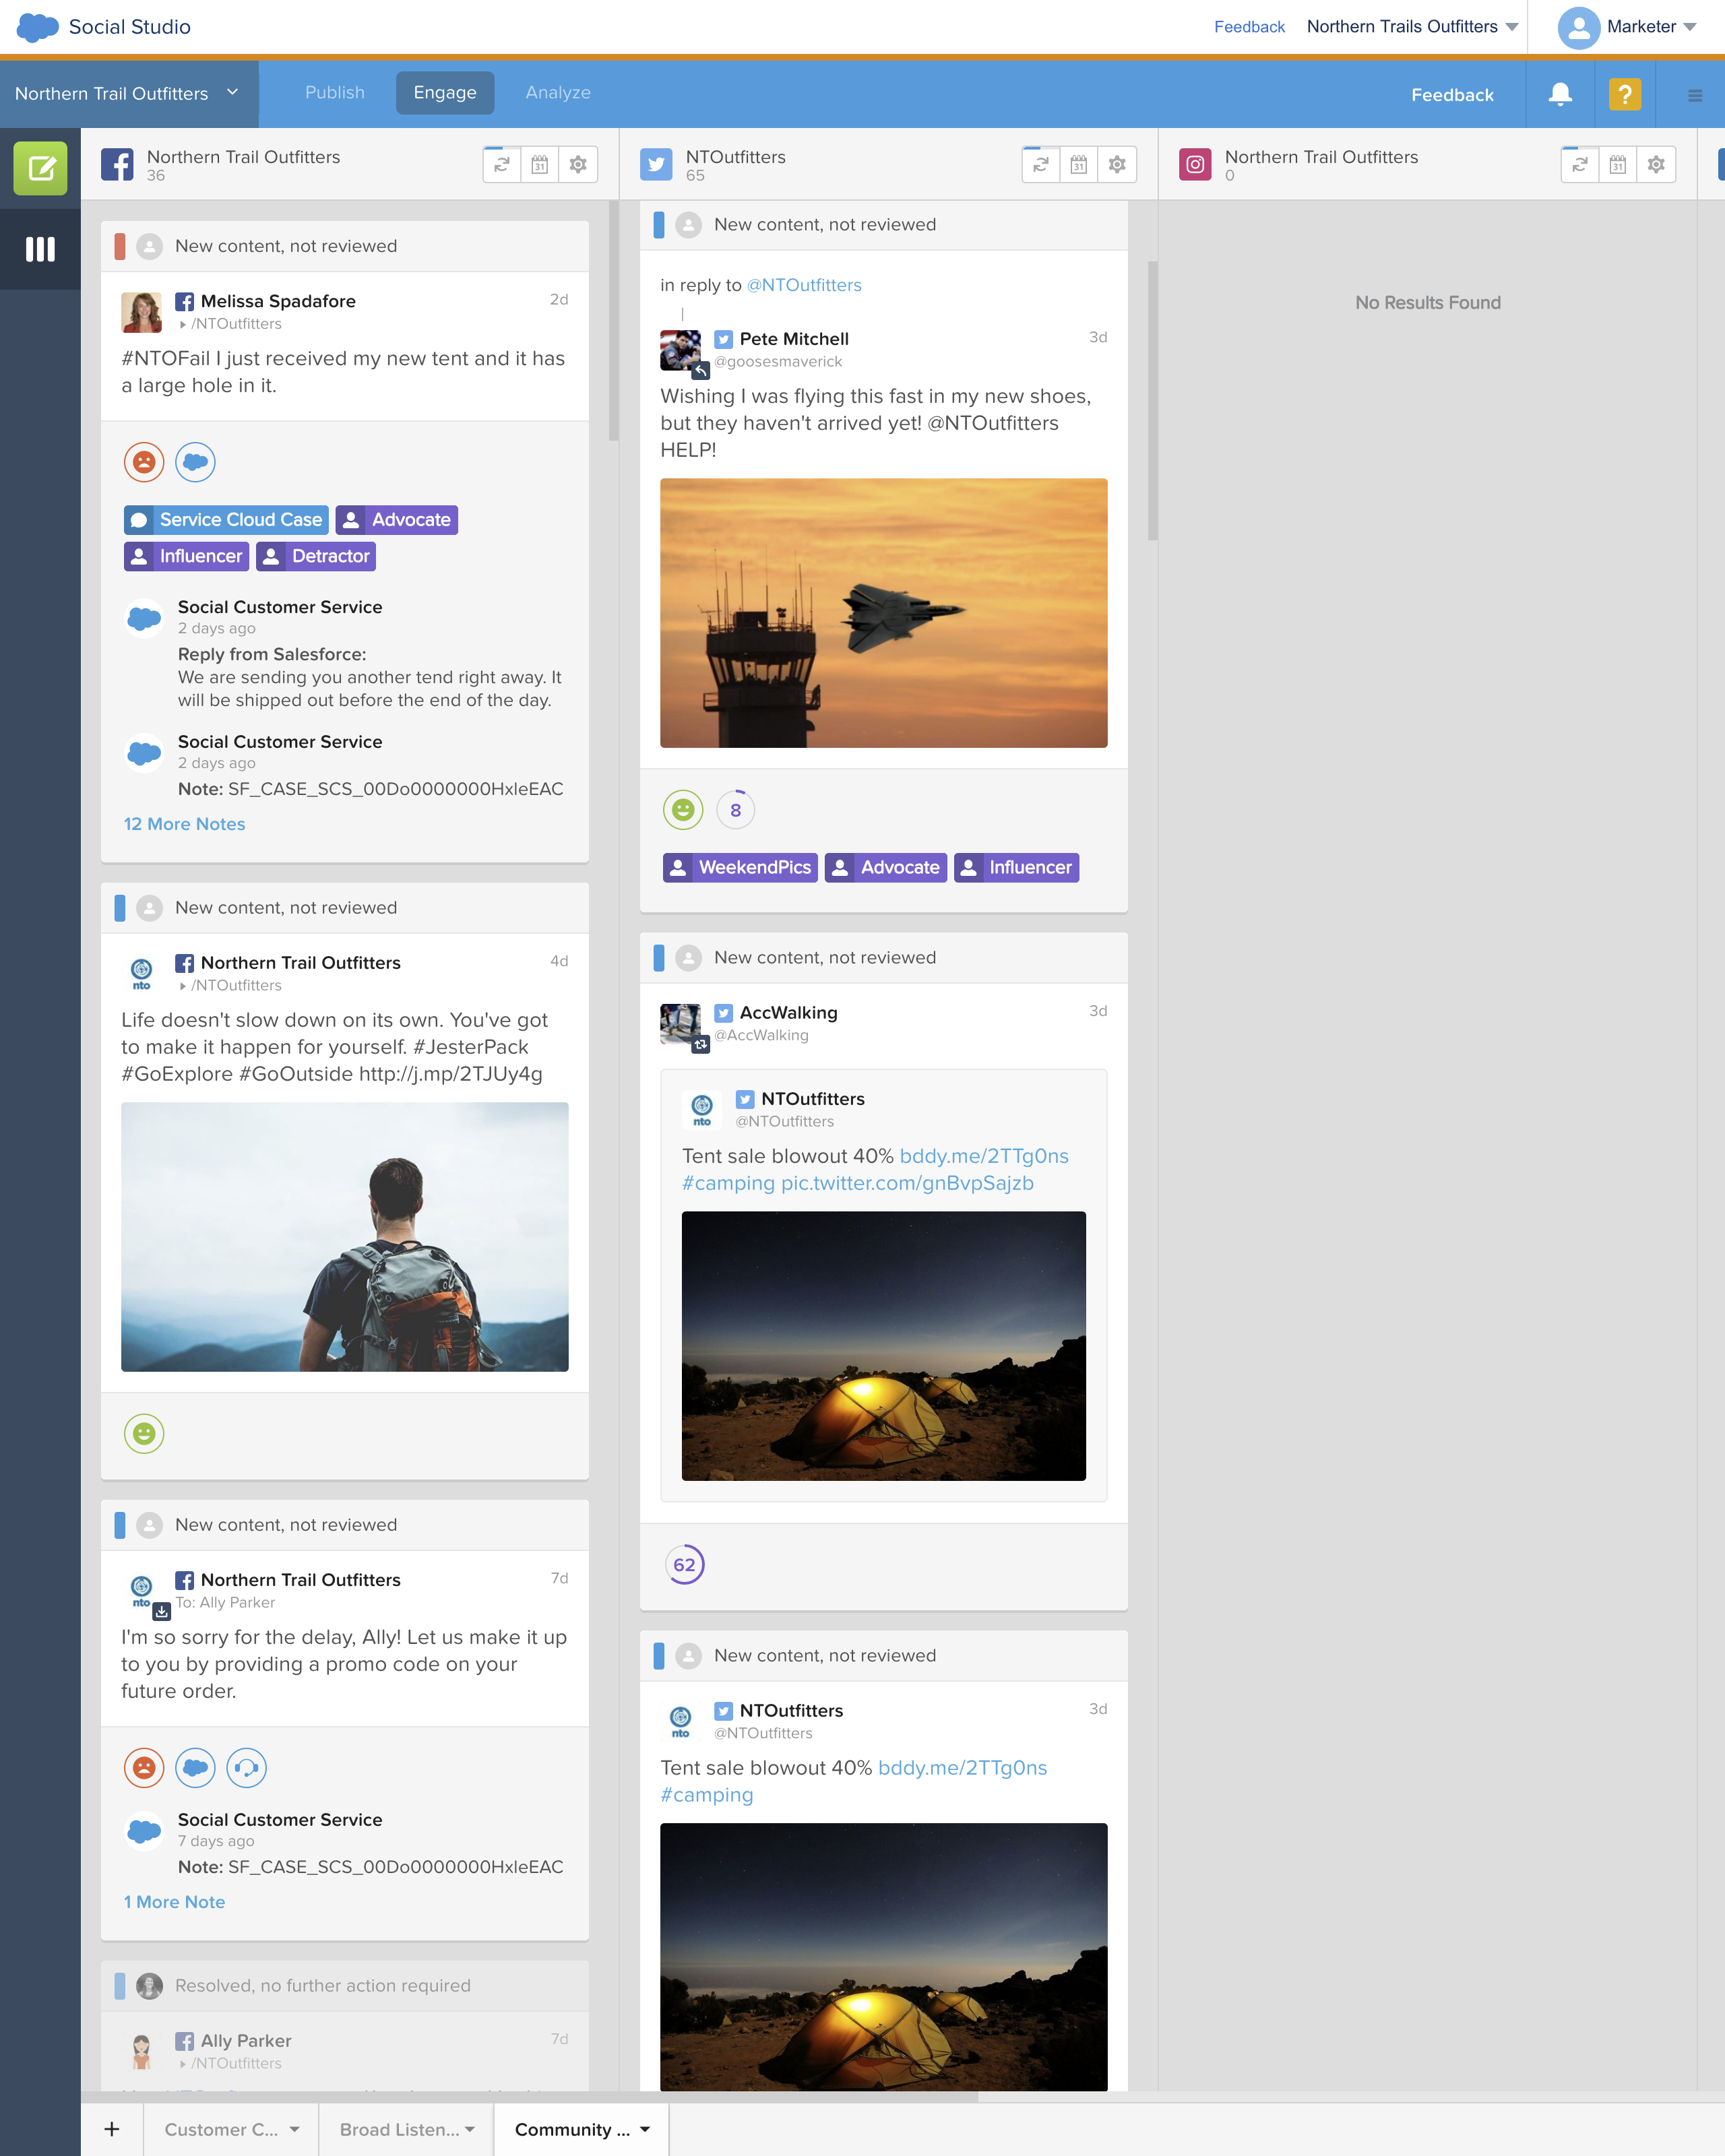 Social Studio
Feedback
Northern Trails Outfitters
Marketer
Northern Trail Outfitters
Publish
Engage
Analyze
Feedback
?
Northern Trail Outfitters
36
31
New content, not reviewed
Melissa Spadafore
2d
/NTOutfitters
#NTOFail I just received my new tent and it has
a large hole in it.
Service Cloud Case
Advocate
Influencer
Detractor
Social Customer Service
2 days ago
Reply from Salesforce:
We are sending you another tend right away. It
will be shipped out before the end of the day.
Social Customer Service
2 days ago
Note: SF_CASE_SCS_00Do0000000HxleEAC
12 More Notes
New content, not reviewed
nto
Northern Trail Outfitters
4d
/NTOutfitters
Life doesn't slow down on its own. You've got
to make it happen for yourself. #JesterPack
#GoExplore #GoOutside http://j.mp/2TJUy4g
New content, not reviewed
nto
Northern Trail Outfitters
7d
To: Ally Parker
I'm so sorry for the delay, Ally! Let us make it up
to you by providing a promo code on your
future order.
Social Customer Service
7 days ago
Note: SF_CASE_SCS_00Do0000000HxleEAC
1 More Note
Resolved, no further action required
Ally Parker
7d
/NTOutfitters
NTOutfitters
65
31
New content, not reviewed
in reply to @NTOutfitters
Pete Mitchell
3d
@goosesmaverick
Wishing I was flying this fast in my new shoes,
but they haven't arrived yet! @NTOutfitters
HELP!
8
WeekendPics
Advocate
Influencer
New content, not reviewed
AccWalking
3d
@AccWalking
nto
NTOutfitters
@NTOutfitters
Tent sale blowout 40% bddy.me/2TTg0ns
#camping pic.twitter.com/gnBvpSajzb
62
New content, not reviewed
nto
NTOutfitters
3d
@NTOutfitters
Tent sale blowout 40% bddy.me/2TTg0ns
#camping
Northern Trail Outfitters
0
31
No Results Found
+
Customer C...
Broad Listen...
Community ...